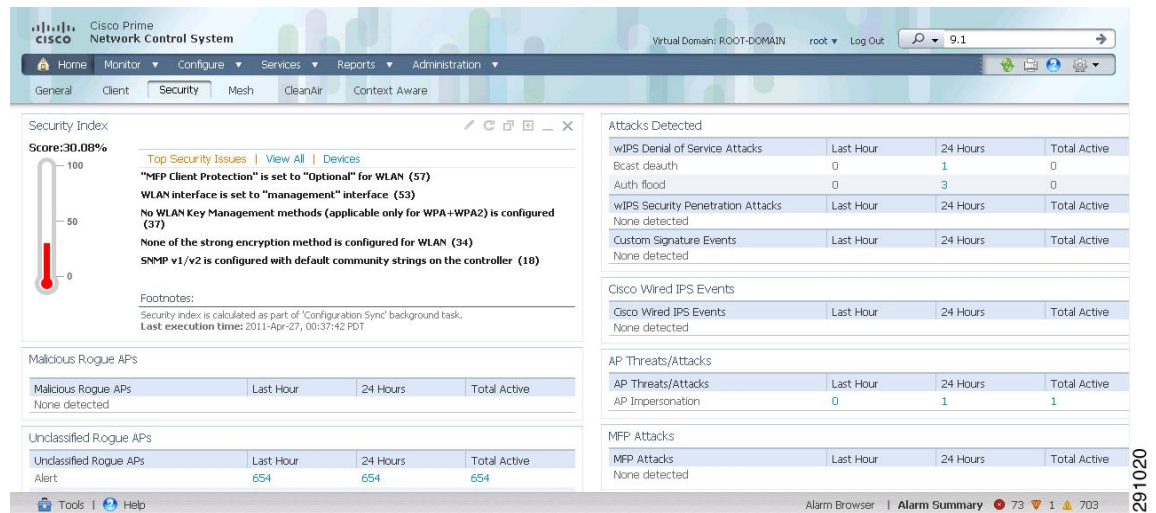 Cisco Prime
CISCO Network Control System
Virtual Domain: ROOT-DOMAIN root Log Out 9.1
Home Monitor Configure Services Reports Administration
General Client Security Mesh CleanAir Context Aware
Security Index
Score:30.08%
100
50
0
Top Security Issues | View All | Devices
"MFP Client Protection" is set to "Optional" for WLAN (57)
WLAN interface is set to "management" interface (53)
No WLAN Key Management methods (applicable only for WPA+WPA2) is configured
(37)
None of the strong encryption method is configured for WLAN (34)
SNMP v1/v2 is configured with default community strings on the controller (18)
Footnotes:
Security index is calculated as part of 'Configuration Sync' background task.
Last execution time: 2011-Apr-27, 00:37:42 PDT
Malicious Rogue APs
Malicious Rogue APs Last Hour 24 Hours Total Active
None detected
Unclassified Rogue APs
Unclassified Rogue APs Last Hour 24 Hours Total Active
Alert 654 654 654
Attacks Detected
wIPS Denial of Service Attacks Last Hour 24 Hours Total Active
Bcast deauth 0 1 0
Auth flood 0 3 0
wIPS Security Penetration Attacks Last Hour 24 Hours Total Active
None detected
Custom Signature Events Last Hour 24 Hours Total Active
None detected
Cisco Wired IPS Events
Cisco Wired IPS Events Last Hour 24 Hours Total Active
None detected
AP Threats/Attacks
AP Threats/Attacks Last Hour 24 Hours Total Active
AP Impersonation 0 1 1
MFP Attacks
MFP Attacks Last Hour 24 Hours Total Active
None detected
Tools | Help
Alarm Browser | Alarm Summary 73 1 703
291020